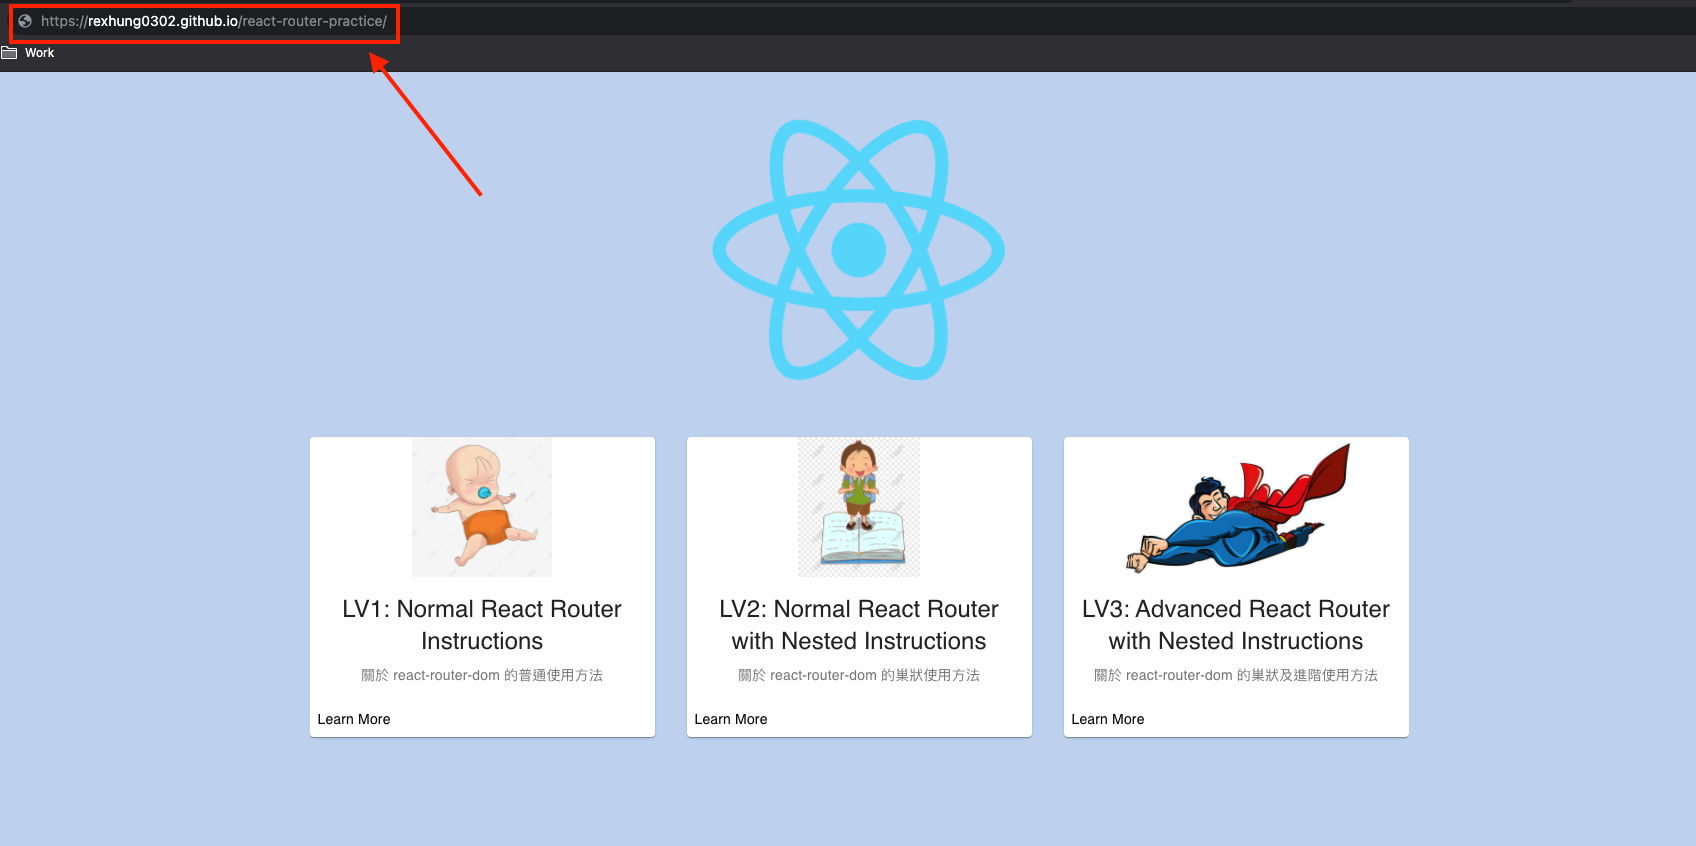 https://rexhung0302.github.io/react-router-practice/
Work
LV1: Normal React Router
Instructions
關於 react-router-dom 的普通使用方法
Learn More
LV2: Normal React Router
with Nested Instructions
關於 react-router-dom 的巢狀使用方法
Learn More
LV3: Advanced React Router
with Nested Instructions
關於 react-router-dom 的巢狀及進階使用方法
Learn More